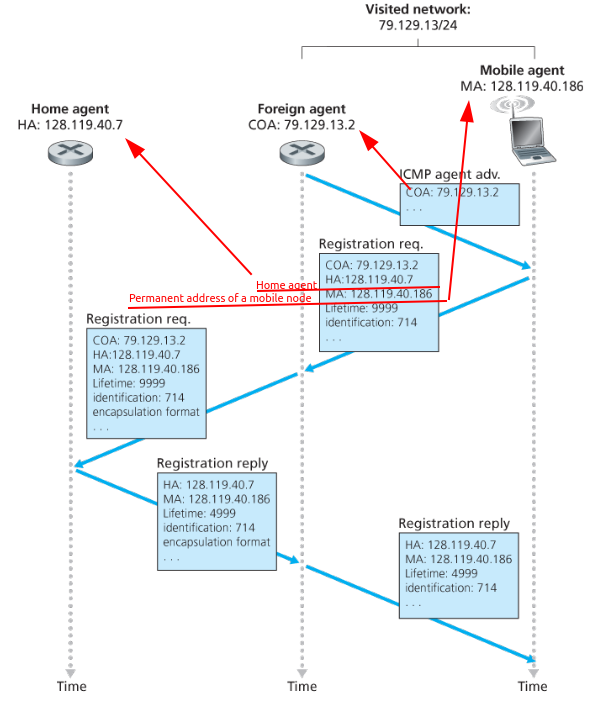 Visited network:
79.129.13/24
Mobile agent
MA: 128.119.40.186
Home agent
HA: 128.119.40.7
Foreign agent
COA: 79.129.13.2
ICMP agent adv.
COA: 79.129.13.2
. . .
Registration req.
COA: 79.129.13.2
HA:128.119.40.7
MA: 128.119.40.186
Lifetime: 9999
identification: 714
. . .
Home agent
Permanent address of a mobile node
Registration req.
COA: 79.129.13.2
HA:128.119.40.7
MA: 128.119.40.186
Lifetime: 9999
identification: 714
encapsulation format
. . .
Registration reply
HA: 128.119.40.7
MA: 128.119.40.186
Lifetime: 4999
identification: 714
encapsulation format
. . .
Registration reply
HA: 128.119.40.7
MA: 128.119.40.186
Lifetime: 4999
identification: 714
. . .
Time
Time
Time